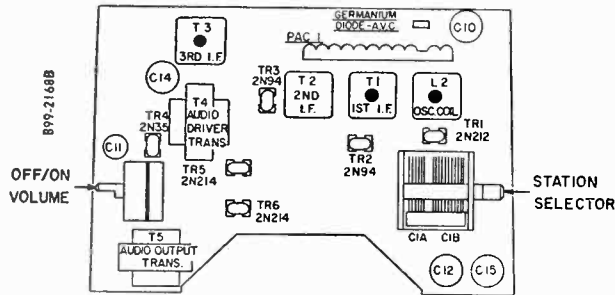 GERMANTIUM
DIODE-A.V.C
C10
PAC 1
T3
3RD I.F.
C14
TR3
2N94
T2
2ND
I.F.
T1
1ST I.F.
L2
OSC. COIL
B99-2168B
T4
AUDIO
DRIVER
TRANS
TR4
2N35
TR1
2N212
C11
TR5
2N214
TR2
2N94
OFF/ON
VOLUME
STATION
SELECTOR
TR6
2N214
C1A C1B
T5
AUDIO OUTPUT
TRANS.
C12
C15